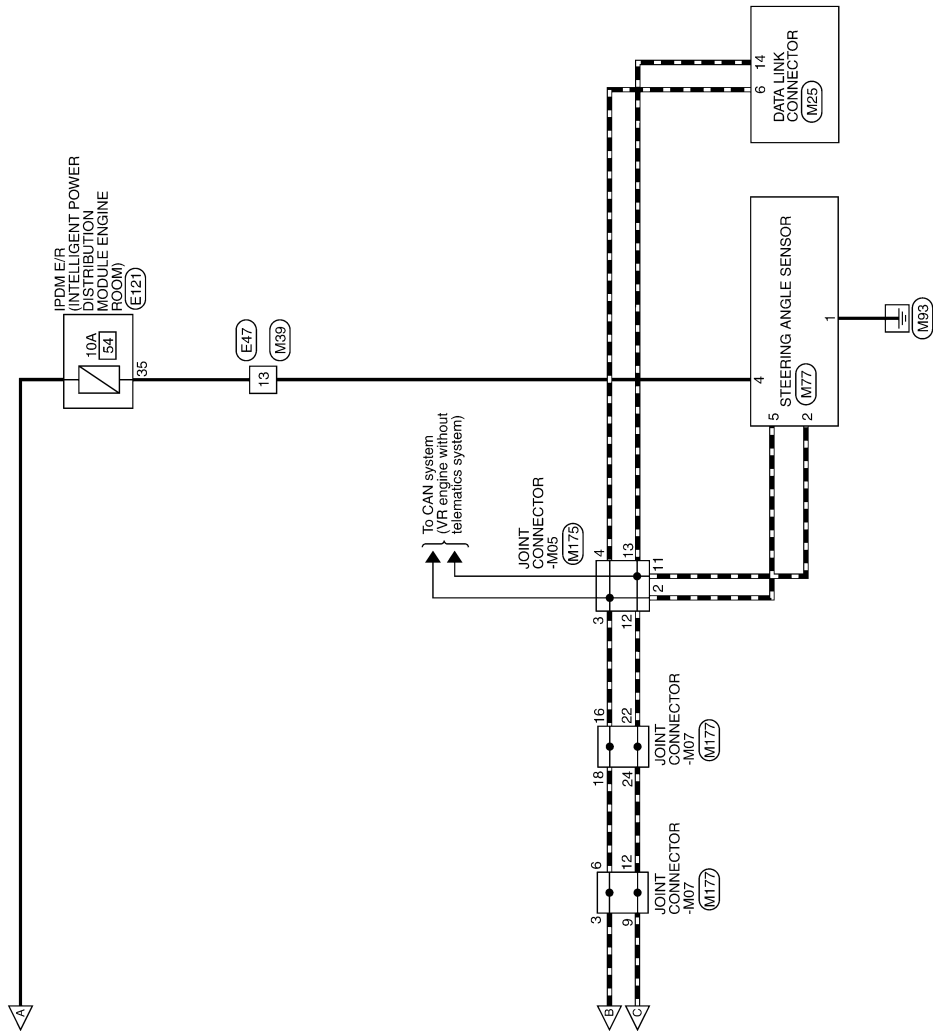 A
IPDM E/R
(INTELLIGENT POWER
DISTRIBUTION
MODULE ENGINE
ROOM)
E121
10A
54
35
E47
13
M39
To CAN system
(VR engine without
telematics system)
JOINT
CONNECTOR
-M05
M175
4
13
11
2
3
12
JOINT
CONNECTOR
-M07
M177
16
22
18
24
JOINT
CONNECTOR
-M07
M177
6
12
3
9
B
C
STEERING ANGLE SENSOR
M77
4
5
2
1
M93
DATA LINK
CONNECTOR
M25
14
6